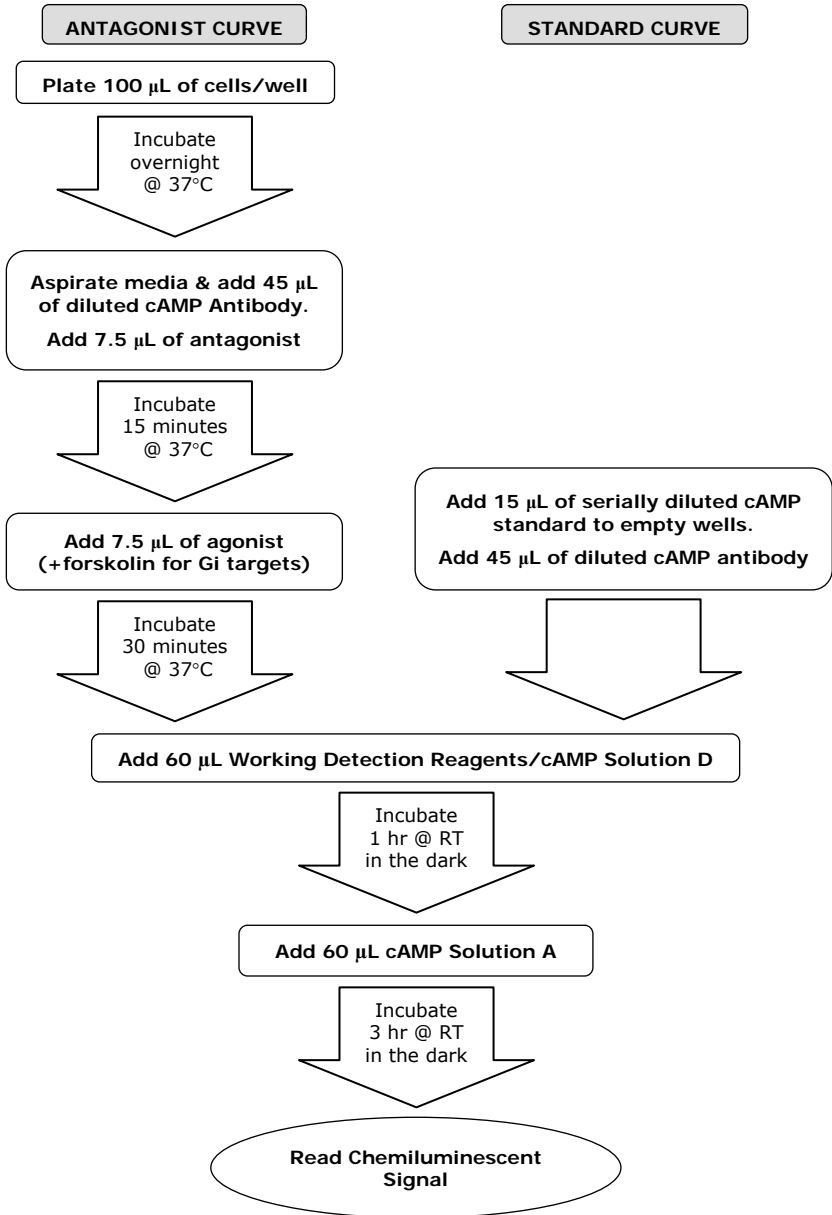 ANTAGONIST CURVE
STANDARD CURVE
Plate 100 µL of cells/well
Incubate
overnight
@ 37°C
Aspirate media & add 45 µL
of diluted cAMP Antibody.
Add 7.5 µL of antagonist
Incubate
15 minutes
@ 37°C
Add 7.5 µL of agonist
(+forskolin for Gi targets)
Incubate
30 minutes
@ 37°C
Add 15 µL of serially diluted cAMP
standard to empty wells.
Add 45 µL of diluted cAMP antibody
Add 60 µL Working Detection Reagents/cAMP Solution D
Incubate
1 hr @ RT
in the dark
Add 60 µL cAMP Solution A
Incubate
3 hr @ RT
in the dark
Read Chemiluminescent
Signal